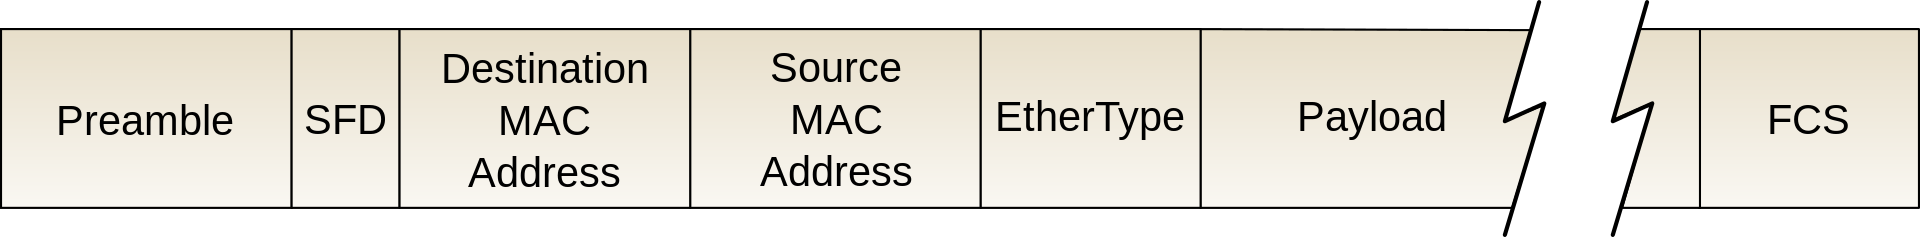 Preamble
SFD
Destination
MAC
Address
Source
MAC
Address
EtherType
Payload
FCS